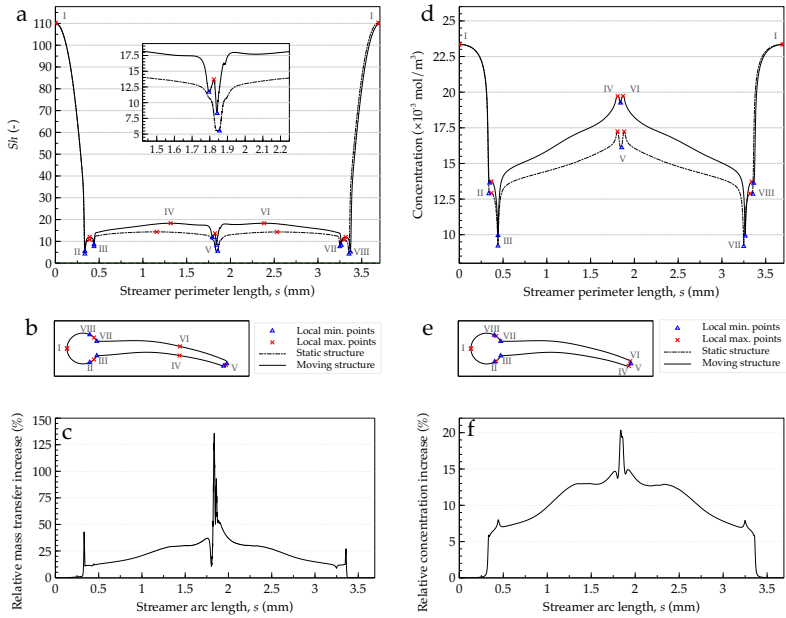 a
110
100
90
80
70
60
50
40
30
20
10
0
Sh (-)
I
I
17.5
15
12.5
10
7.5
5
1.5
1.6
1.7
1.8
1.9
2
2.1
2.2
II
III
IV
V
VI
VII
VIII
0
0.5
1
1.5
2
2.5
3
3.5
Streamer perimeter length, s (mm)
d
25
22.5
20
17.5
15
12.5
10
Concentration (×10⁻³ mol/m³)
I
I
IV
VI
V
II
III
VII
VIII
0
0.5
1
1.5
2
2.5
3
3.5
Streamer perimeter length, s (mm)
b
VIII
VII
VI
I
II
III
IV
V
Local min. points
Local max. points
Static structure
Moving structure
e
VIII
VII
VI
I
II
III
IV
V
Local min. points
Local max. points
Static structure
Moving structure
c
150
125
100
75
50
25
0
Relative mass transfer increase (%)
0
0.5
1
1.5
2
2.5
3
3.5
Streamer arc length, s (mm)
f
20
15
10
5
0
Relative concentration increase (%)
0
0.5
1
1.5
2
2.5
3
3.5
Streamer arc length, s (mm)